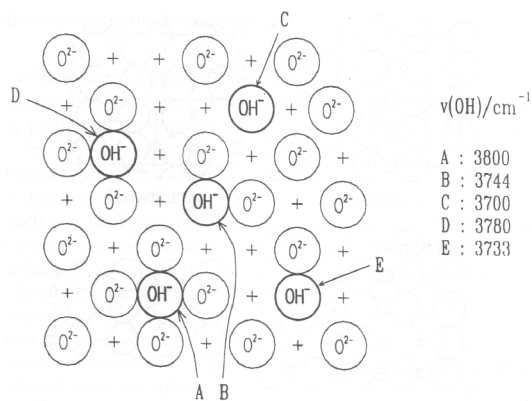 C
O²⁻ + + O²⁻ + O²⁻
D
+ O²⁻ + + OH⁻ + O²⁻
ν(OH)/cm⁻¹
O²⁻ OH⁻ + O²⁻ + O²⁻ +
A : 3800
B : 3744
+ O²⁻ + OH⁻ O²⁻ + O²⁻
C : 3700
D : 3780
O²⁻ + O²⁻ + + O²⁻ +
E : 3733
E
+ O²⁻ OH⁻ O²⁻ + OH⁻ +
O²⁻ + O²⁻ + O²⁻ + O²⁻
A B